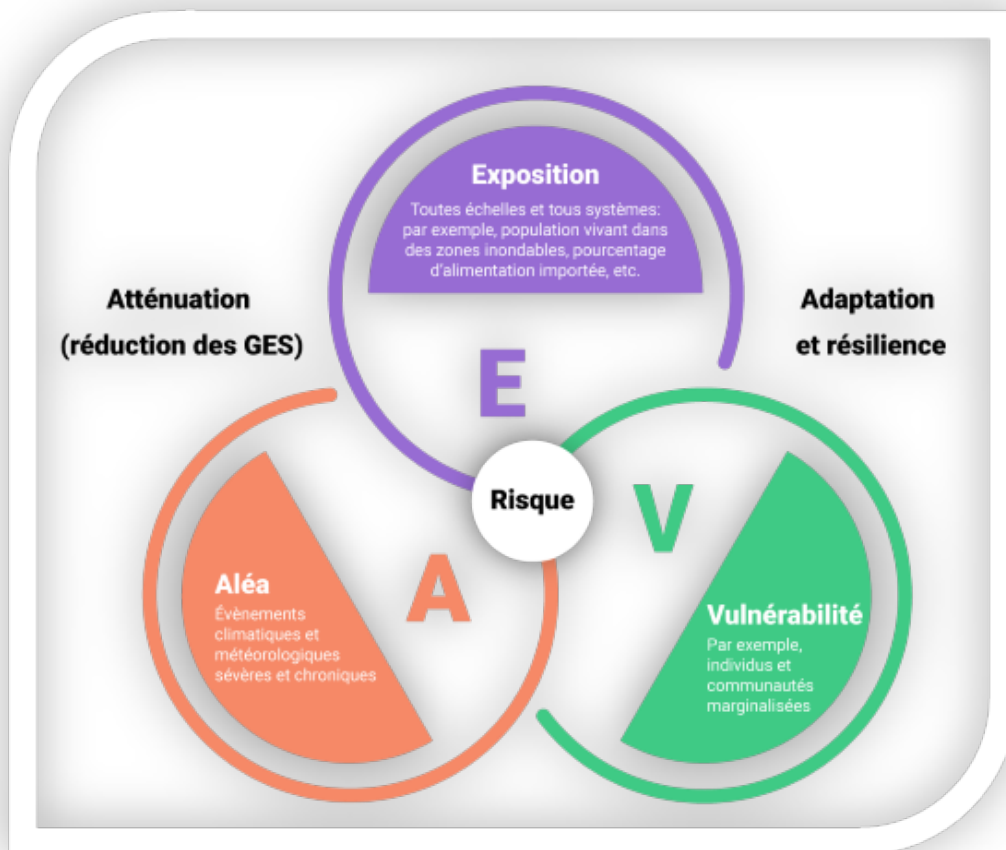 Exposition
Toutes échelles et tous systèmes:
par exemple, population vivant dans
des zones inondables, pourcentage
d'alimentation importée, etc.
Atténuation
(réduction des GES)
Adaptation
et résilience
E
Risque
V
A
Aléa
Évènements
climatiques et
météorologiques
sévères et chroniques
Vulnérabilité
Par exemple,
individus et
communautés
marginalisées